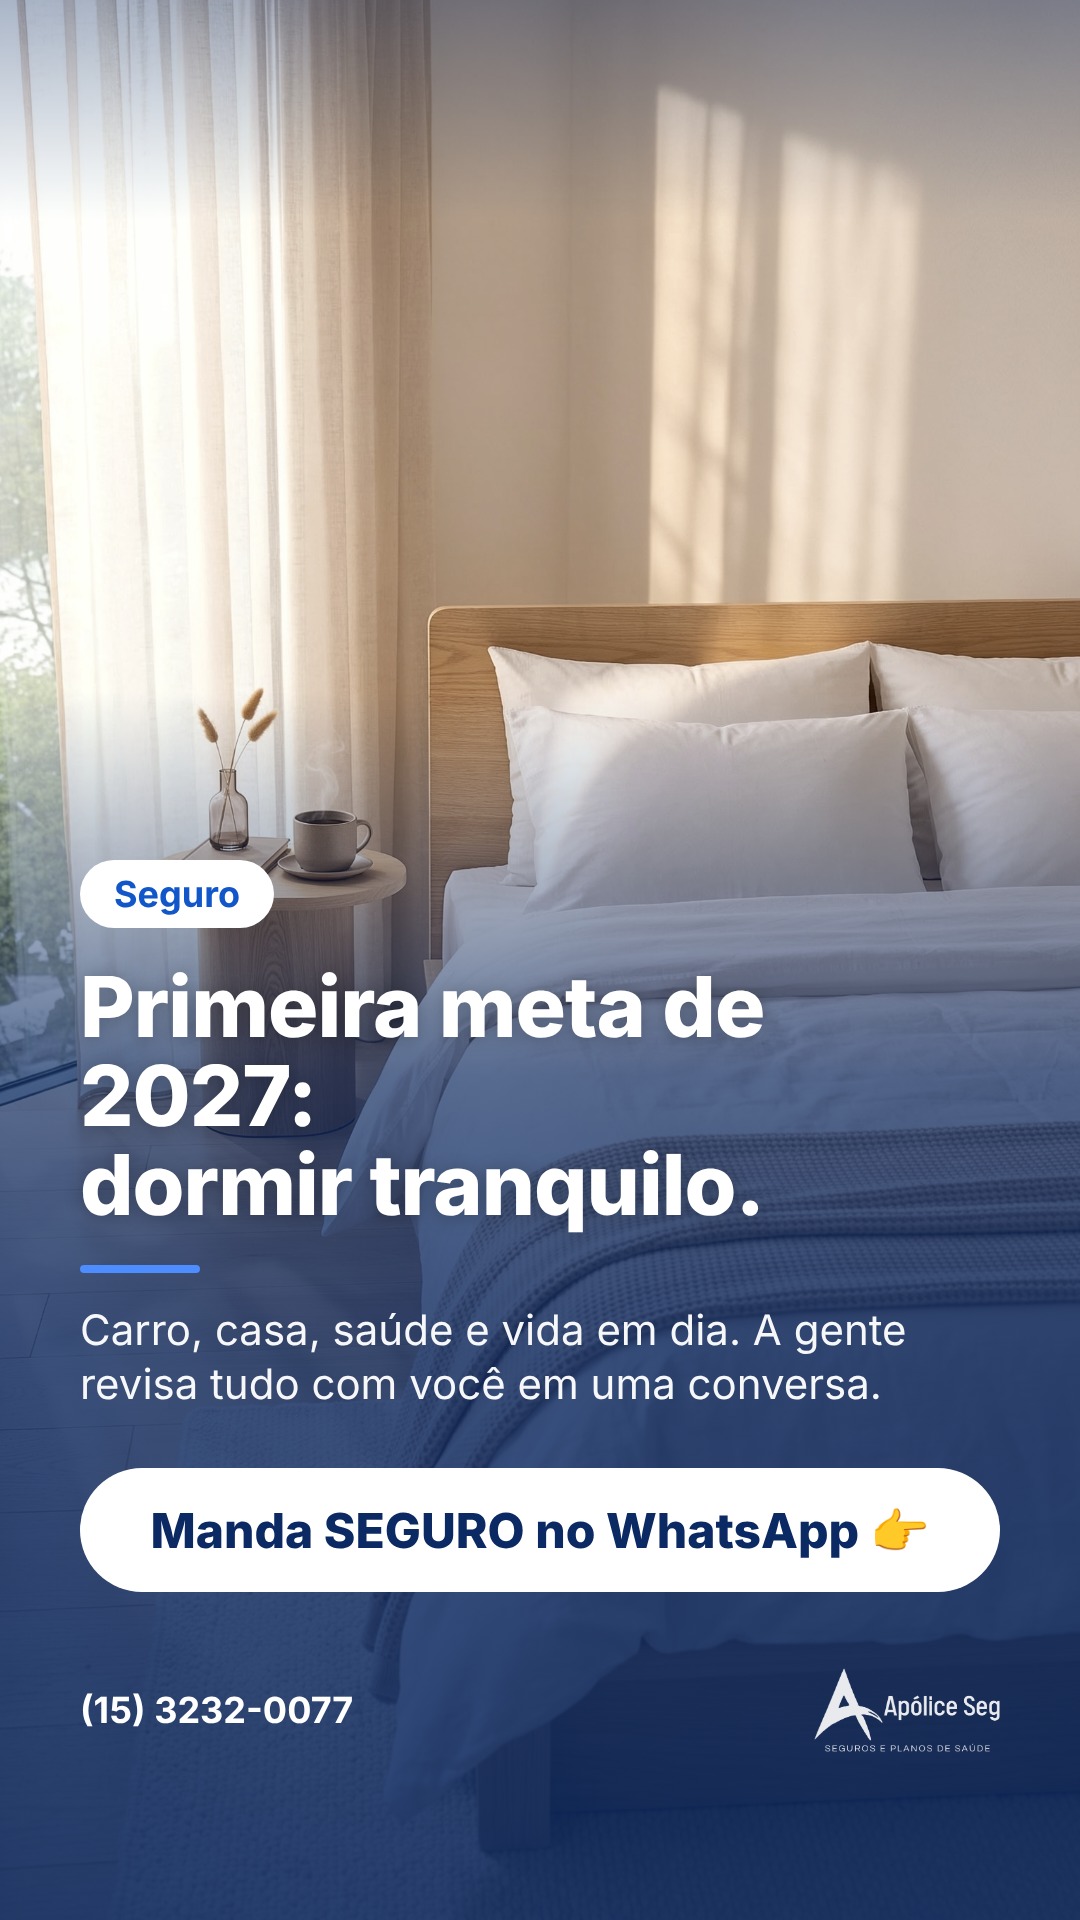 Seguro
Primeira meta de
2027:
dormir tranquilo.
Carro, casa, saúde e vida em dia. A gente
revisa tudo com você em uma conversa.
Manda SEGURO no WhatsApp 👉
(15) 3232-0077
Apólice Seg
SEGUROS E PLANOS DE SAÚDE